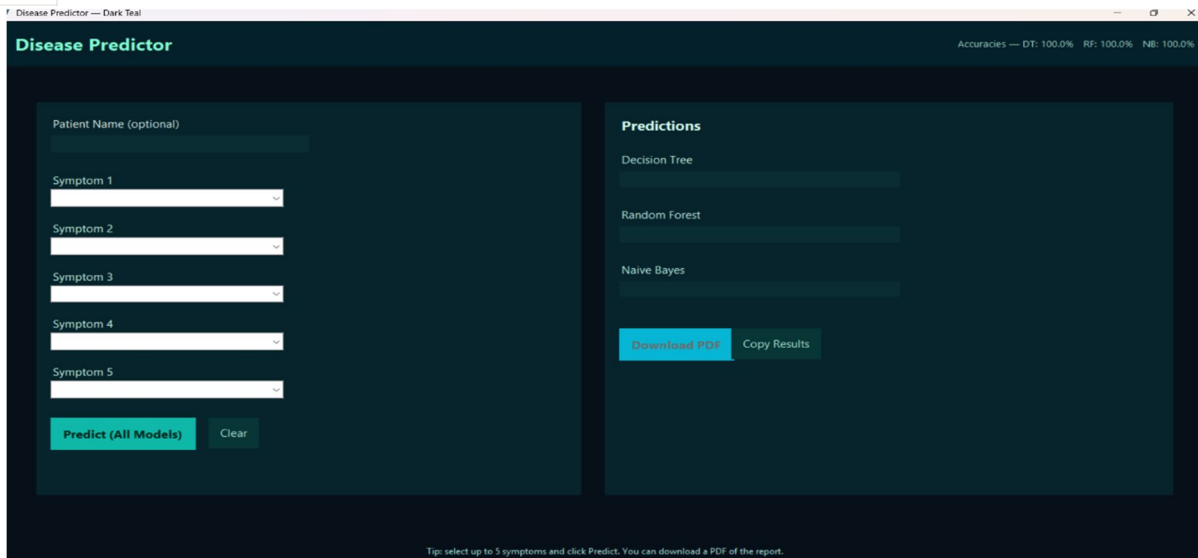 Disease Predictor — Dark Teal
Disease Predictor
Accuracies — DT: 100.0% RF: 100.0% NB: 100.0%
Patient Name (optional)
Symptom 1
Symptom 2
Symptom 3
Symptom 4
Symptom 5
Predict (All Models)
Clear
Predictions
Decision Tree
Random Forest
Naive Bayes
Download PDF
Copy Results
Tip: select up to 5 symptoms and click Predict. You can download a PDF of the report.